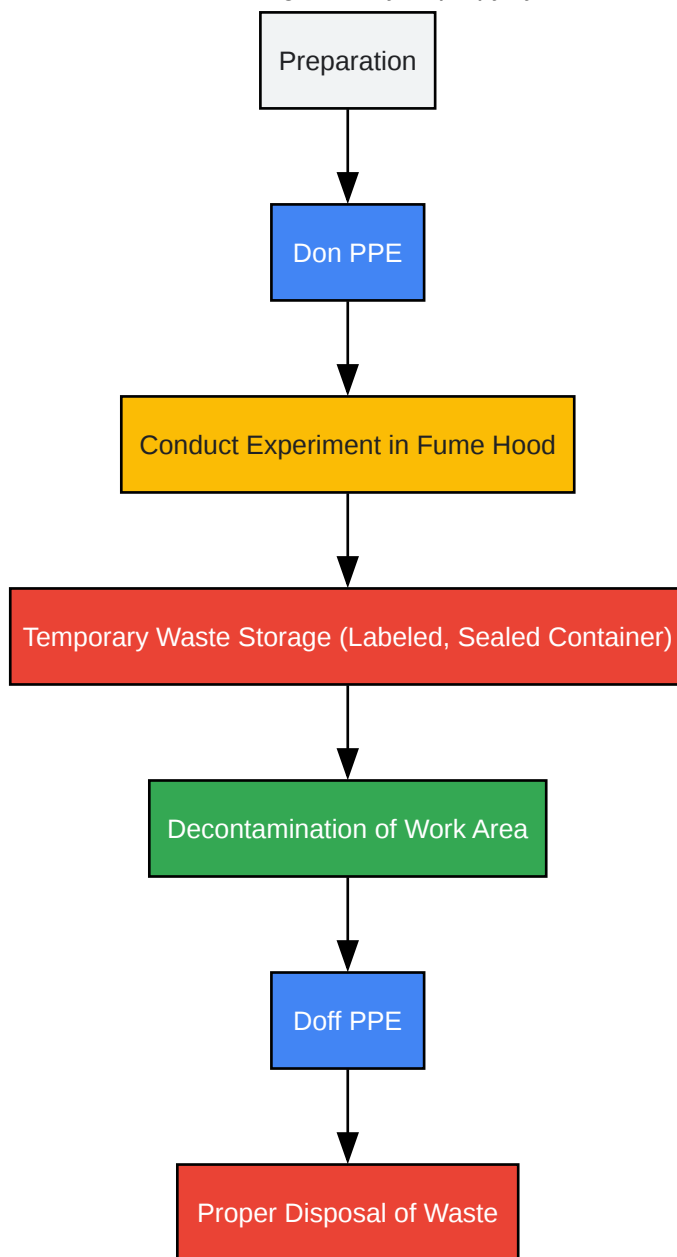 Preparation
Don PPE
Conduct Experiment in Fume Hood
Temporary Waste Storage (Labeled, Sealed Container)
Decontamination of Work Area
Doff PPE
Proper Disposal of Waste